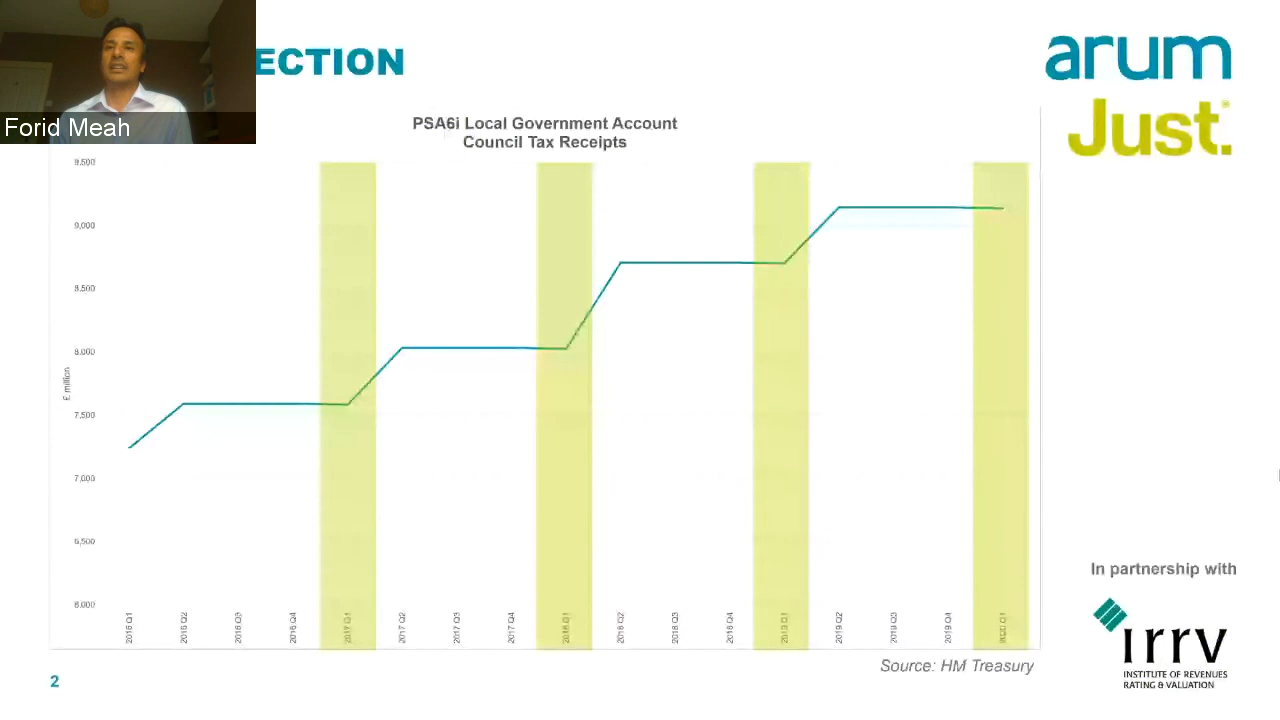 ECTION
Forid Meah
arum
Just.
PSA6i Local Government Account
Council Tax Receipts
9,500
9,000
8,500
8,000
7,500
7,000
6,500
6,000
£ million
2016 Q1
2016 Q2
2016 Q3
2016 Q4
2017 Q1
2017 Q2
2017 Q3
2017 Q4
2018 Q1
2018 Q2
2018 Q3
2018 Q4
2019 Q1
2019 Q2
2019 Q3
2019 Q4
2020 Q1
Source: HM Treasury
In partnership with
irrv
INSTITUTE OF REVENUES
RATING & VALUATION
2